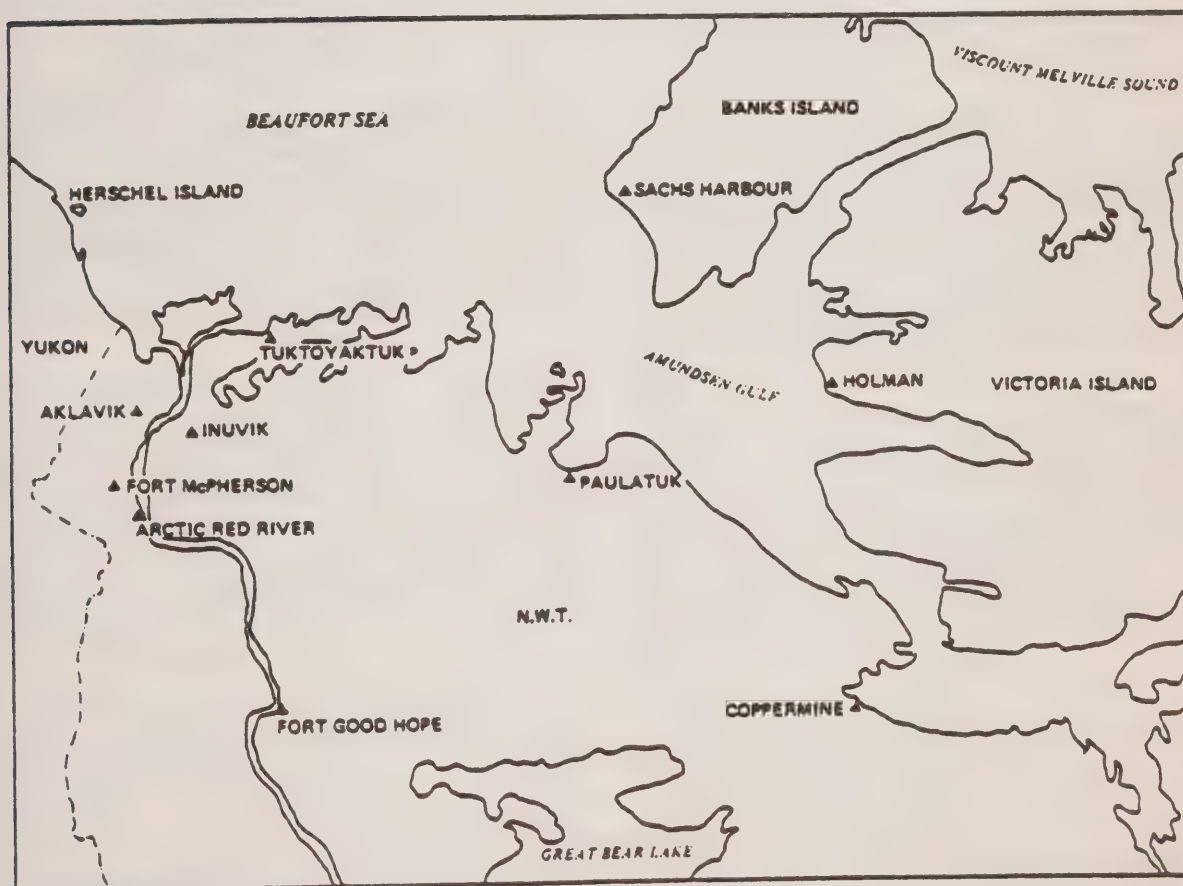 VISCOUNT MELVILLE SOUND
BEAUFORT SEA
BANKS ISLAND
HERSCHEL ISLAND
SACHS HARBOUR
YUKON
TUKTOYAKTUK
AMUNDSEN GULF
HOLMAN
VICTORIA ISLAND
AKLAVIK
INUVIK
FORT McPHERSON
PAULATUK
ARCTIC RED RIVER
N.W.T.
COPPERMINE
FORT GOOD HOPE
GREAT BEAR LAKE